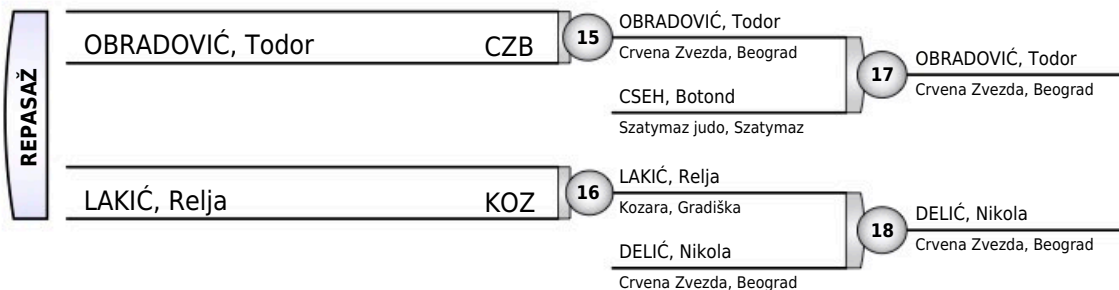 REPASAŽ
OBRADOVIĆ, Todor CZB
15
OBRADOVIĆ, Todor
Crvena Zvezda, Beograd
CSEH, Botond
Szatymaz judo, Szatymaz
17
OBRADOVIĆ, Todor
Crvena Zvezda, Beograd
LAKIĆ, Relja KOZ
16
LAKIĆ, Relja
Kozara, Gradiška
DELIĆ, Nikola
Crvena Zvezda, Beograd
18
DELIĆ, Nikola
Crvena Zvezda, Beograd